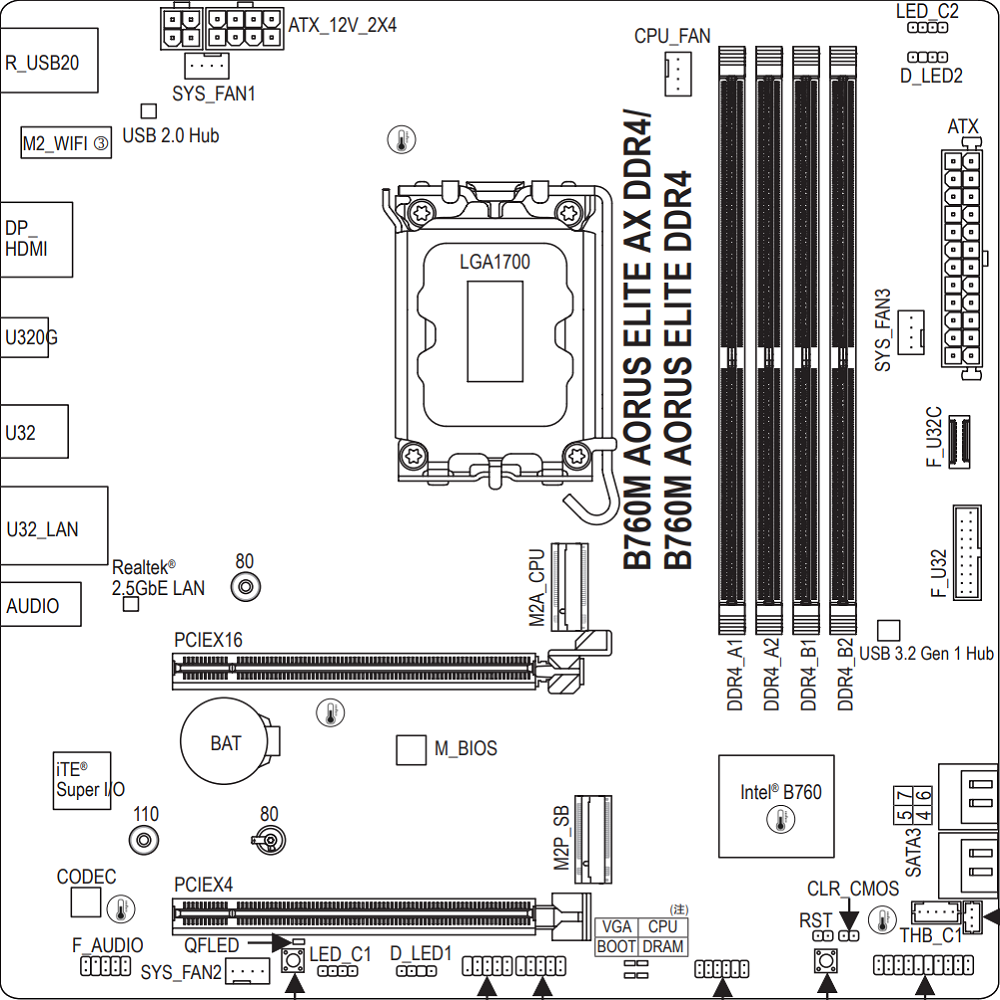 LED_C2
ATX_12V_2X4
CPU_FAN
R_USB20
D_LED2
SYS_FAN1
USB 2.0 Hub
ATX
M2_WIFI ③
B760M AORUS ELITE AX DDR4/
B760M AORUS ELITE DDR4
DP_
HDMI
LGA1700
U320G
SYS_FAN3
U32
F_U32C
U32_LAN
Realtek®
2.5GbE LAN
80
M2A_CPU
F_U32
AUDIO
PCIEX16
DDR4_A1
DDR4_A2
DDR4_B1
DDR4_B2
USB 3.2 Gen 1 Hub
BAT
M_BIOS
iTE®
Super I/O
Intel® B760
7 6
5 4
SATA3
110
80
M2P_SB
CODEC
PCIEX4
CLR_CMOS
(注)
VGA CPU
BOOT DRAM
RST
THB_C1
F_AUDIO
QFLED
LED_C1
D_LED1
SYS_FAN2